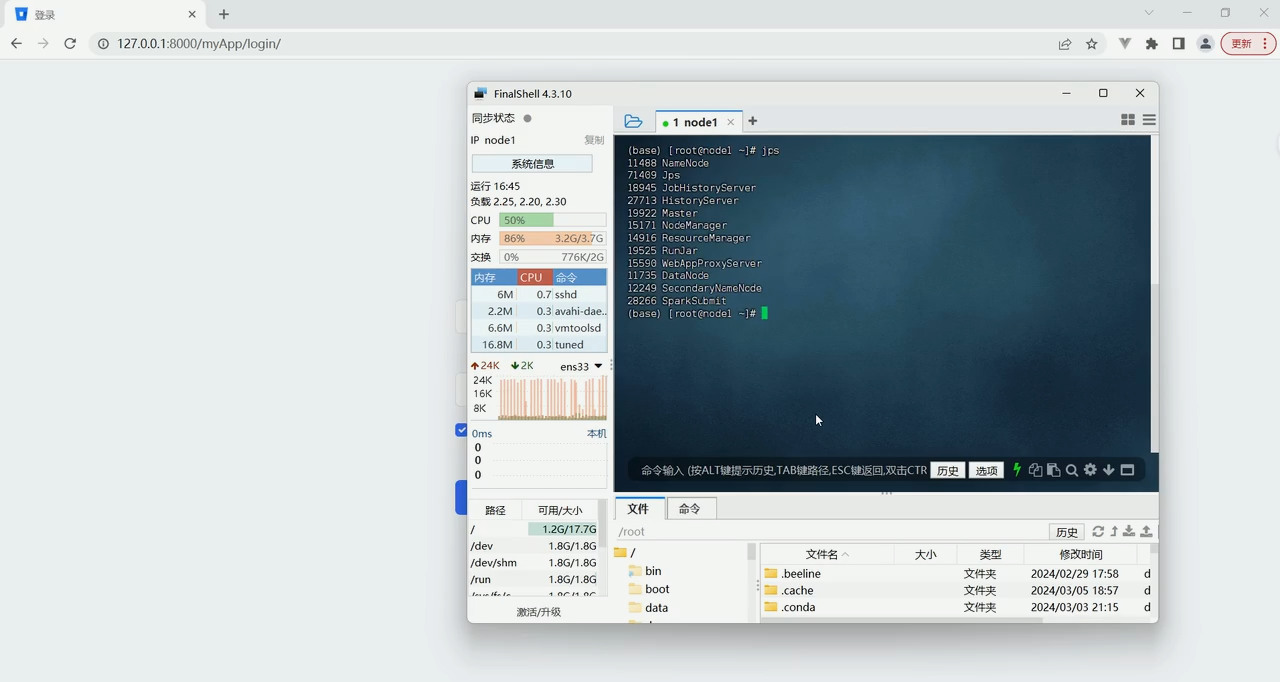 登录
127.0.0.1:8000/myApp/login/
更新
FinalShell 4.3.10
同步状态
IP node1
复制
系统信息
运行 16:45
负载 2.25, 2.20, 2.30
CPU 50%
内存 86% 3.2G/3.7G
交换 0% 776K/2G
内存 CPU 命令
6M 0.7 sshd
2.2M 0.3 avahi-dae..
6.6M 0.3 vmtoolsd
16.8M 0.3 tuned
24K 2K ens33
24K
16K
8K
0ms 本机
0
0
0
路径 可用/大小
/ 1.2G/17.7G
/dev 1.8G/1.8G
/dev/shm 1.8G/1.8G
/run 1.8G/1.8G
激活/升级
1 node1
(base) [root@node1 ~]# jps
11488 NameNode
71409 Jps
18945 JobHistoryServer
27713 HistoryServer
19922 Master
15171 NodeManager
14916 ResourceManager
19525 RunJar
15590 WebAppProxyServer
11735 DataNode
12249 SecondaryNameNode
28266 SparkSubmit
(base) [root@node1 ~]#
命令输入 (按ALT键提示历史,TAB键路径,ESC键返回,双击CTR
历史
选项
文件
命令
/root
历史
/
bin
boot
data
文件名 大小 类型 修改时间
.beeline 文件夹 2024/02/29 17:58 d
.cache 文件夹 2024/03/05 18:57 d
.conda 文件夹 2024/03/03 21:15 d